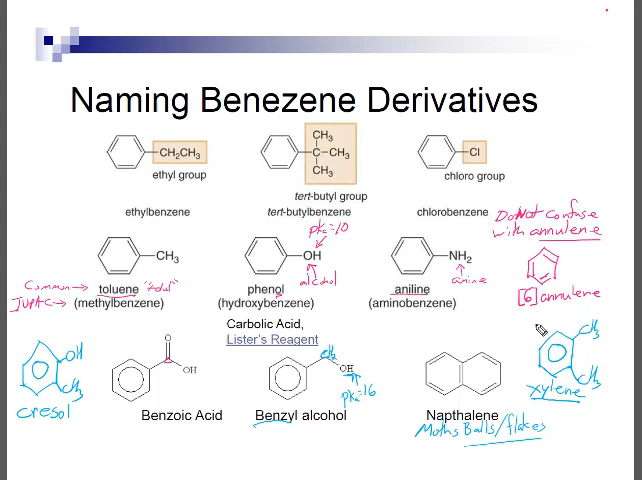 Naming Benezene Derivatives
CH2CH3
ethyl group
ethylbenzene
CH3
C—CH3
CH3
tert-butyl group
tert-butylbenzene
Cl
chloro group
chlorobenzene
Do Not confuse
with annulene
[6] annulene
CH3
Common → toluene "tolul"
IUPAC → (methylbenzene)
pka=10
OH
alcohol
phenol
(hydroxybenzene)
Carbolic Acid,
Lister's Reagent
NH2
amine
aniline
(aminobenzene)
OH
CH3
cresol
O
OH
Benzoic Acid
CH2
OH
pka=16
Benzyl alcohol
Napthalene
Moths Balls/flakes
CH3
CH3
xylene